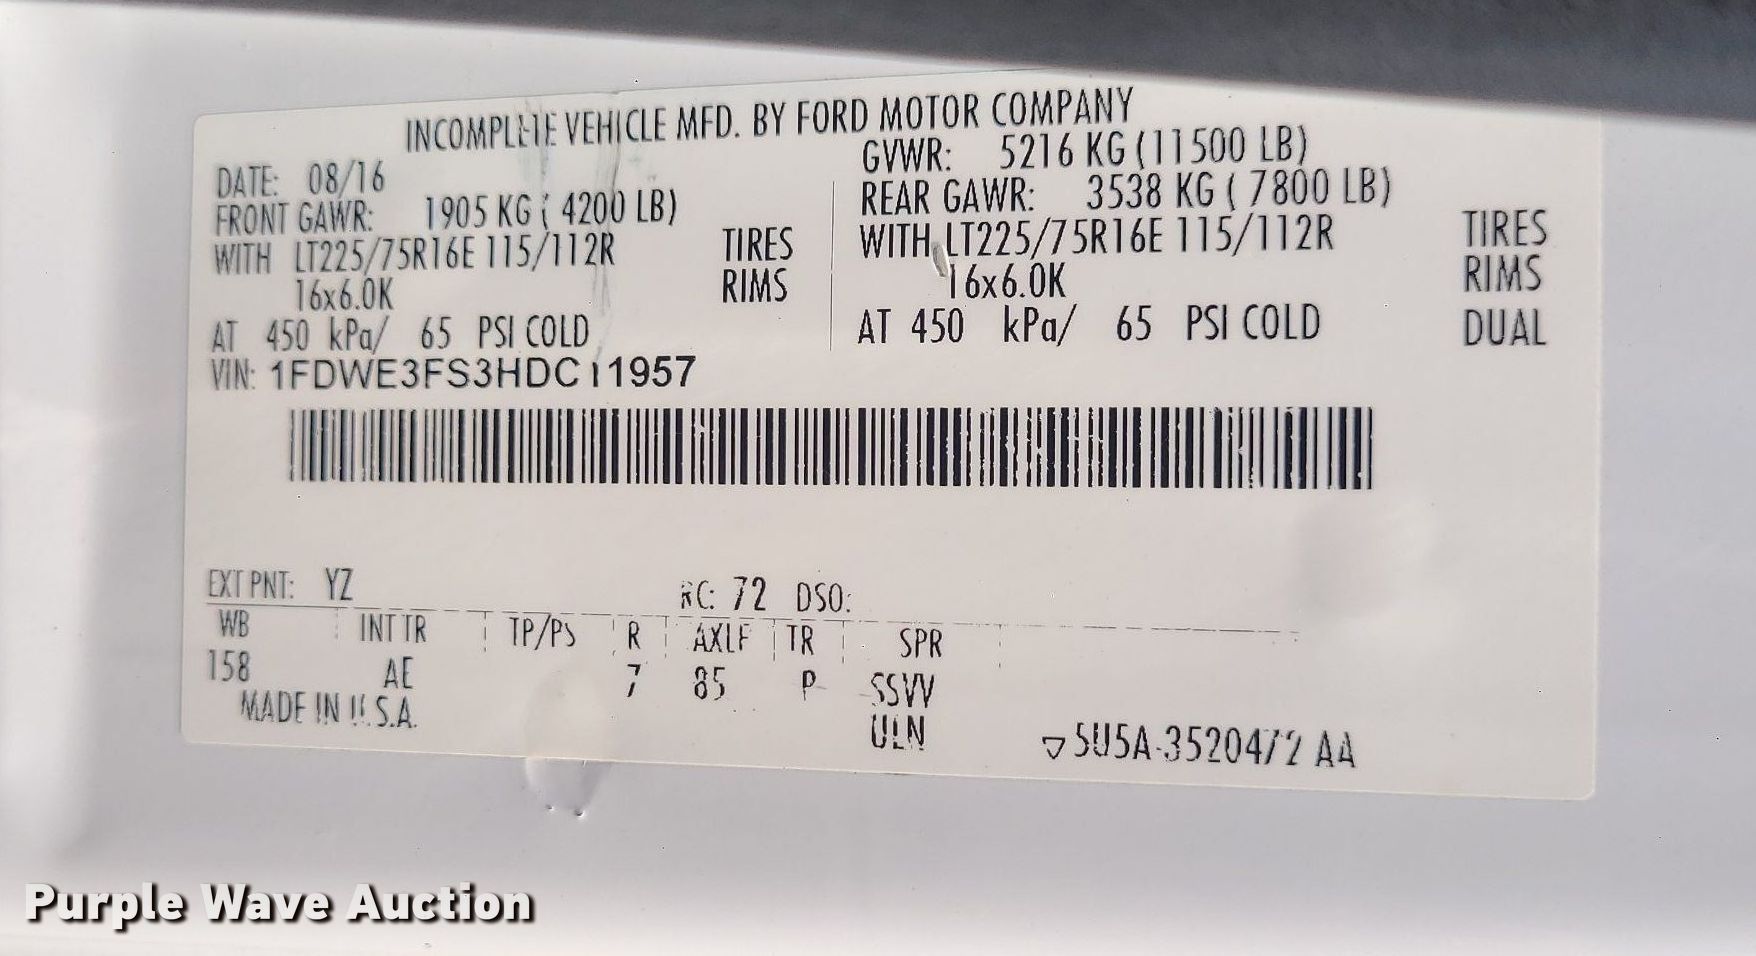 INCOMPLETE VEHICLE MFD. BY FORD MOTOR COMPANY
DATE: 08/16
GVWR: 5216 KG (11500 LB)
FRONT GAWR: 1905 KG ( 4200 LB)
REAR GAWR: 3538 KG ( 7800 LB)
WITH LT225/75R16E 115/112R TIRES
WITH LT225/75R16E 115/112R TIRES
16x6.0K RIMS
16x6.0K RIMS
AT 450 kPa/ 65 PSI COLD
AT 450 kPa/ 65 PSI COLD DUAL
VIN: 1FDWE3FS3HDC11957
EXT PNT: YZ RC: 72 DSO:
WB INT TR TP/PS R AXLE TR SPR
158 AE 7 85 P SSVV
MADE IN U.S.A. ULN
5U5A-3520472 AA
Purple Wave Auction